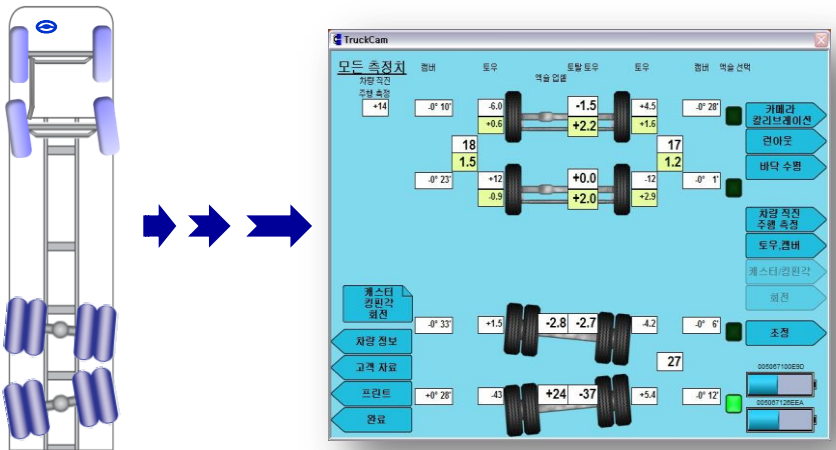 TruckCam
모든 측정치
캠버
토우
토탈 토우
토우
캠버
액슬 선택
차량 직진
주행 측정
액슬 옵셑
+14
-0° 10'
-6.0
-1.5
+4.5
-0° 28'
+0.6
+2.2
+1.6
18
17
1.5
1.2
-0° 23'
+12
+0.0
-12
-0° 1'
-0.9
+2.0
+2.9
카메라
칼리브레이션
런아웃
바닥 수평
차량 직진
주행 측정
토우,캠버
캐스터/킹핀각
회전
조정
캐스터
킹핀각
회전
차량 정보
고객 자료
프린트
완료
-0° 33'
+1.5
-2.8
-2.7
-4.2
-0° 6'
27
+0° 28'
-43
+24
-37
+5.4
-0° 12'
005067100E9D
005067126EEA